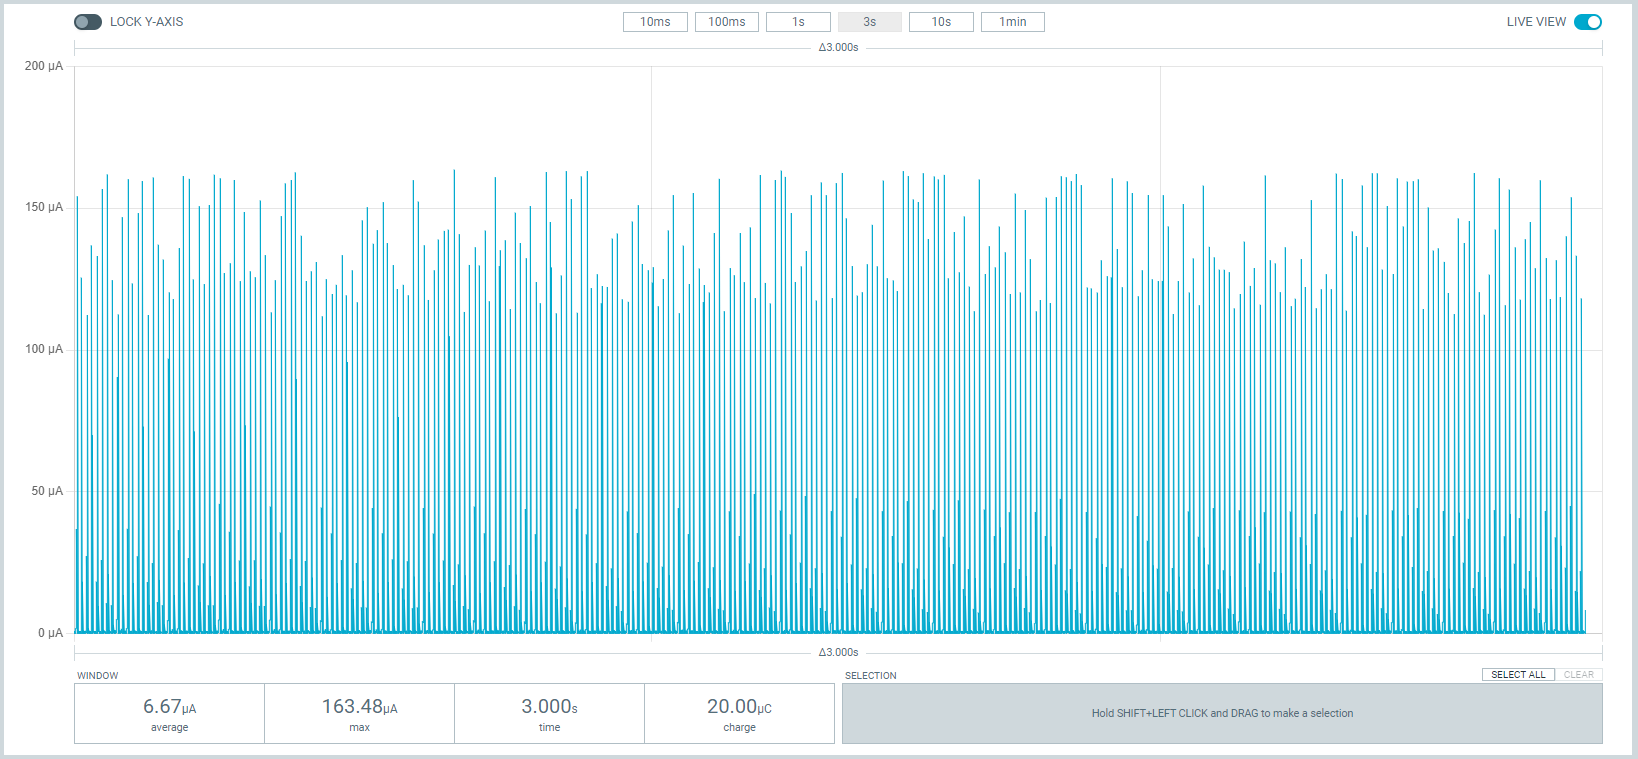 LOCK Y-AXIS 10ms 100ms 1s 3s 10s 1min LIVE VIEW
Δ3.000s
200 µA
150 µA
100 µA
50 µA
0 µA
Δ3.000s
WINDOW SELECTION SELECT ALL CLEAR
6.67µA 163.48µA 3.000s 20.00µC
average max time charge
Hold SHIFT+LEFT CLICK and DRAG to make a selection